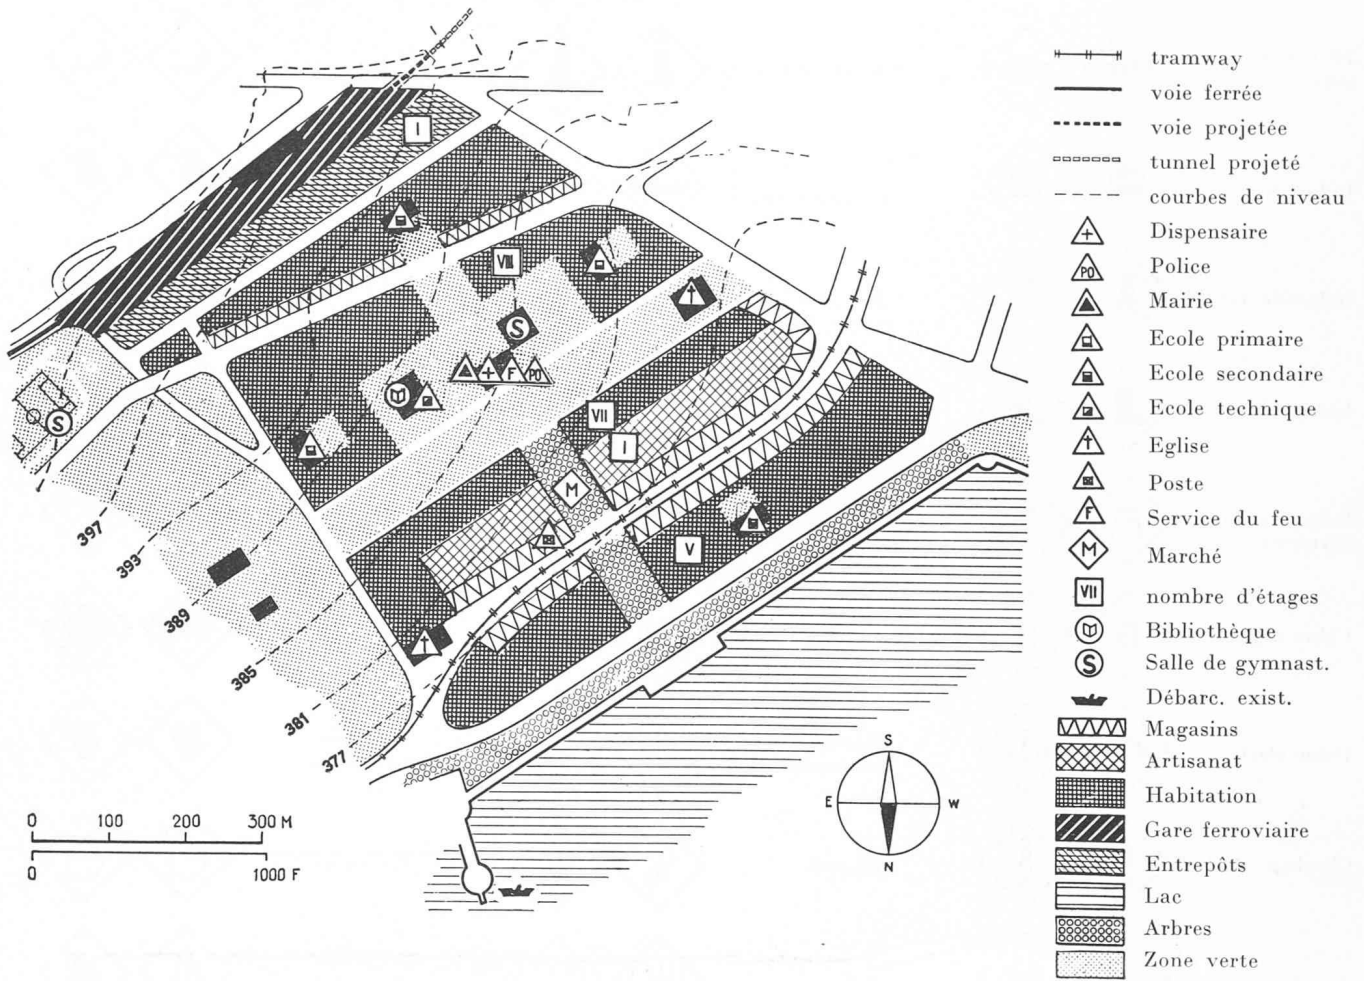 tramway
voie ferrée
voie projetée
tunnel projeté
courbes de niveau
Dispensaire
PO Police
Mairie
Ecole primaire
Ecole secondaire
Ecole technique
Eglise
Poste
F Service du feu
M Marché
VII nombre d'étages
Bibliothèque
S Salle de gymnast.
Débarc. exist.
Magasins
Artisanat
Habitation
Gare ferroviaire
Entrepôts
Lac
Arbres
Zone verte
I
VIII
S
F PO
S
VII
I
M
V
397
393
389
385
381
377
S
E W
N
0 100 200 300 M
0 1000 F